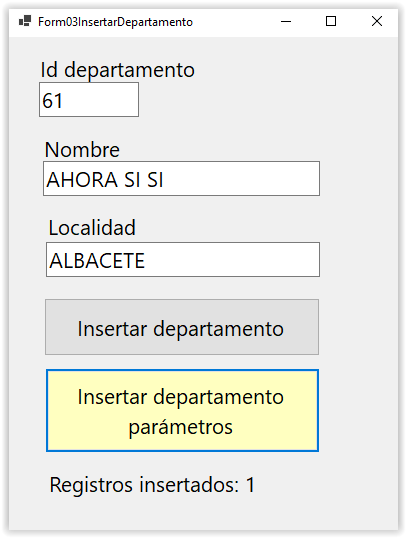 Form03InsertarDepartamento
Id departamento
61
Nombre
AHORA SI SI
Localidad
ALBACETE
Insertar departamento
Insertar departamento
parámetros
Registros insertados: 1